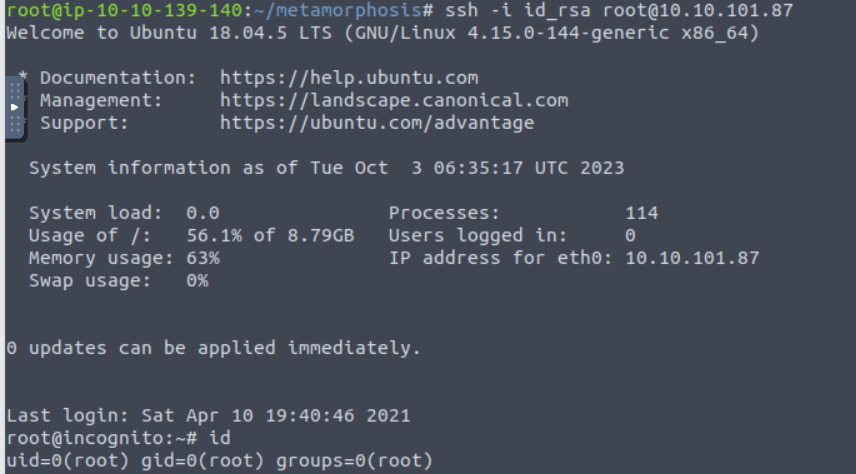 root@ip-10-10-139-140:~/metamorphosis# ssh -i id_rsa root@10.10.101.87
Welcome to Ubuntu 18.04.5 LTS (GNU/Linux 4.15.0-144-generic x86_64)
* Documentation:  https://help.ubuntu.com
Management:     https://landscape.canonical.com
Support:        https://ubuntu.com/advantage
System information as of Tue Oct  3 06:35:17 UTC 2023
System load:  0.0               Processes:           114
Usage of /:   56.1% of 8.79GB   Users logged in:     0
Memory usage: 63%               IP address for eth0: 10.10.101.87
Swap usage:   0%
0 updates can be applied immediately.
Last login: Sat Apr 10 19:40:46 2021
root@incognito:~# id
uid=0(root) gid=0(root) groups=0(root)